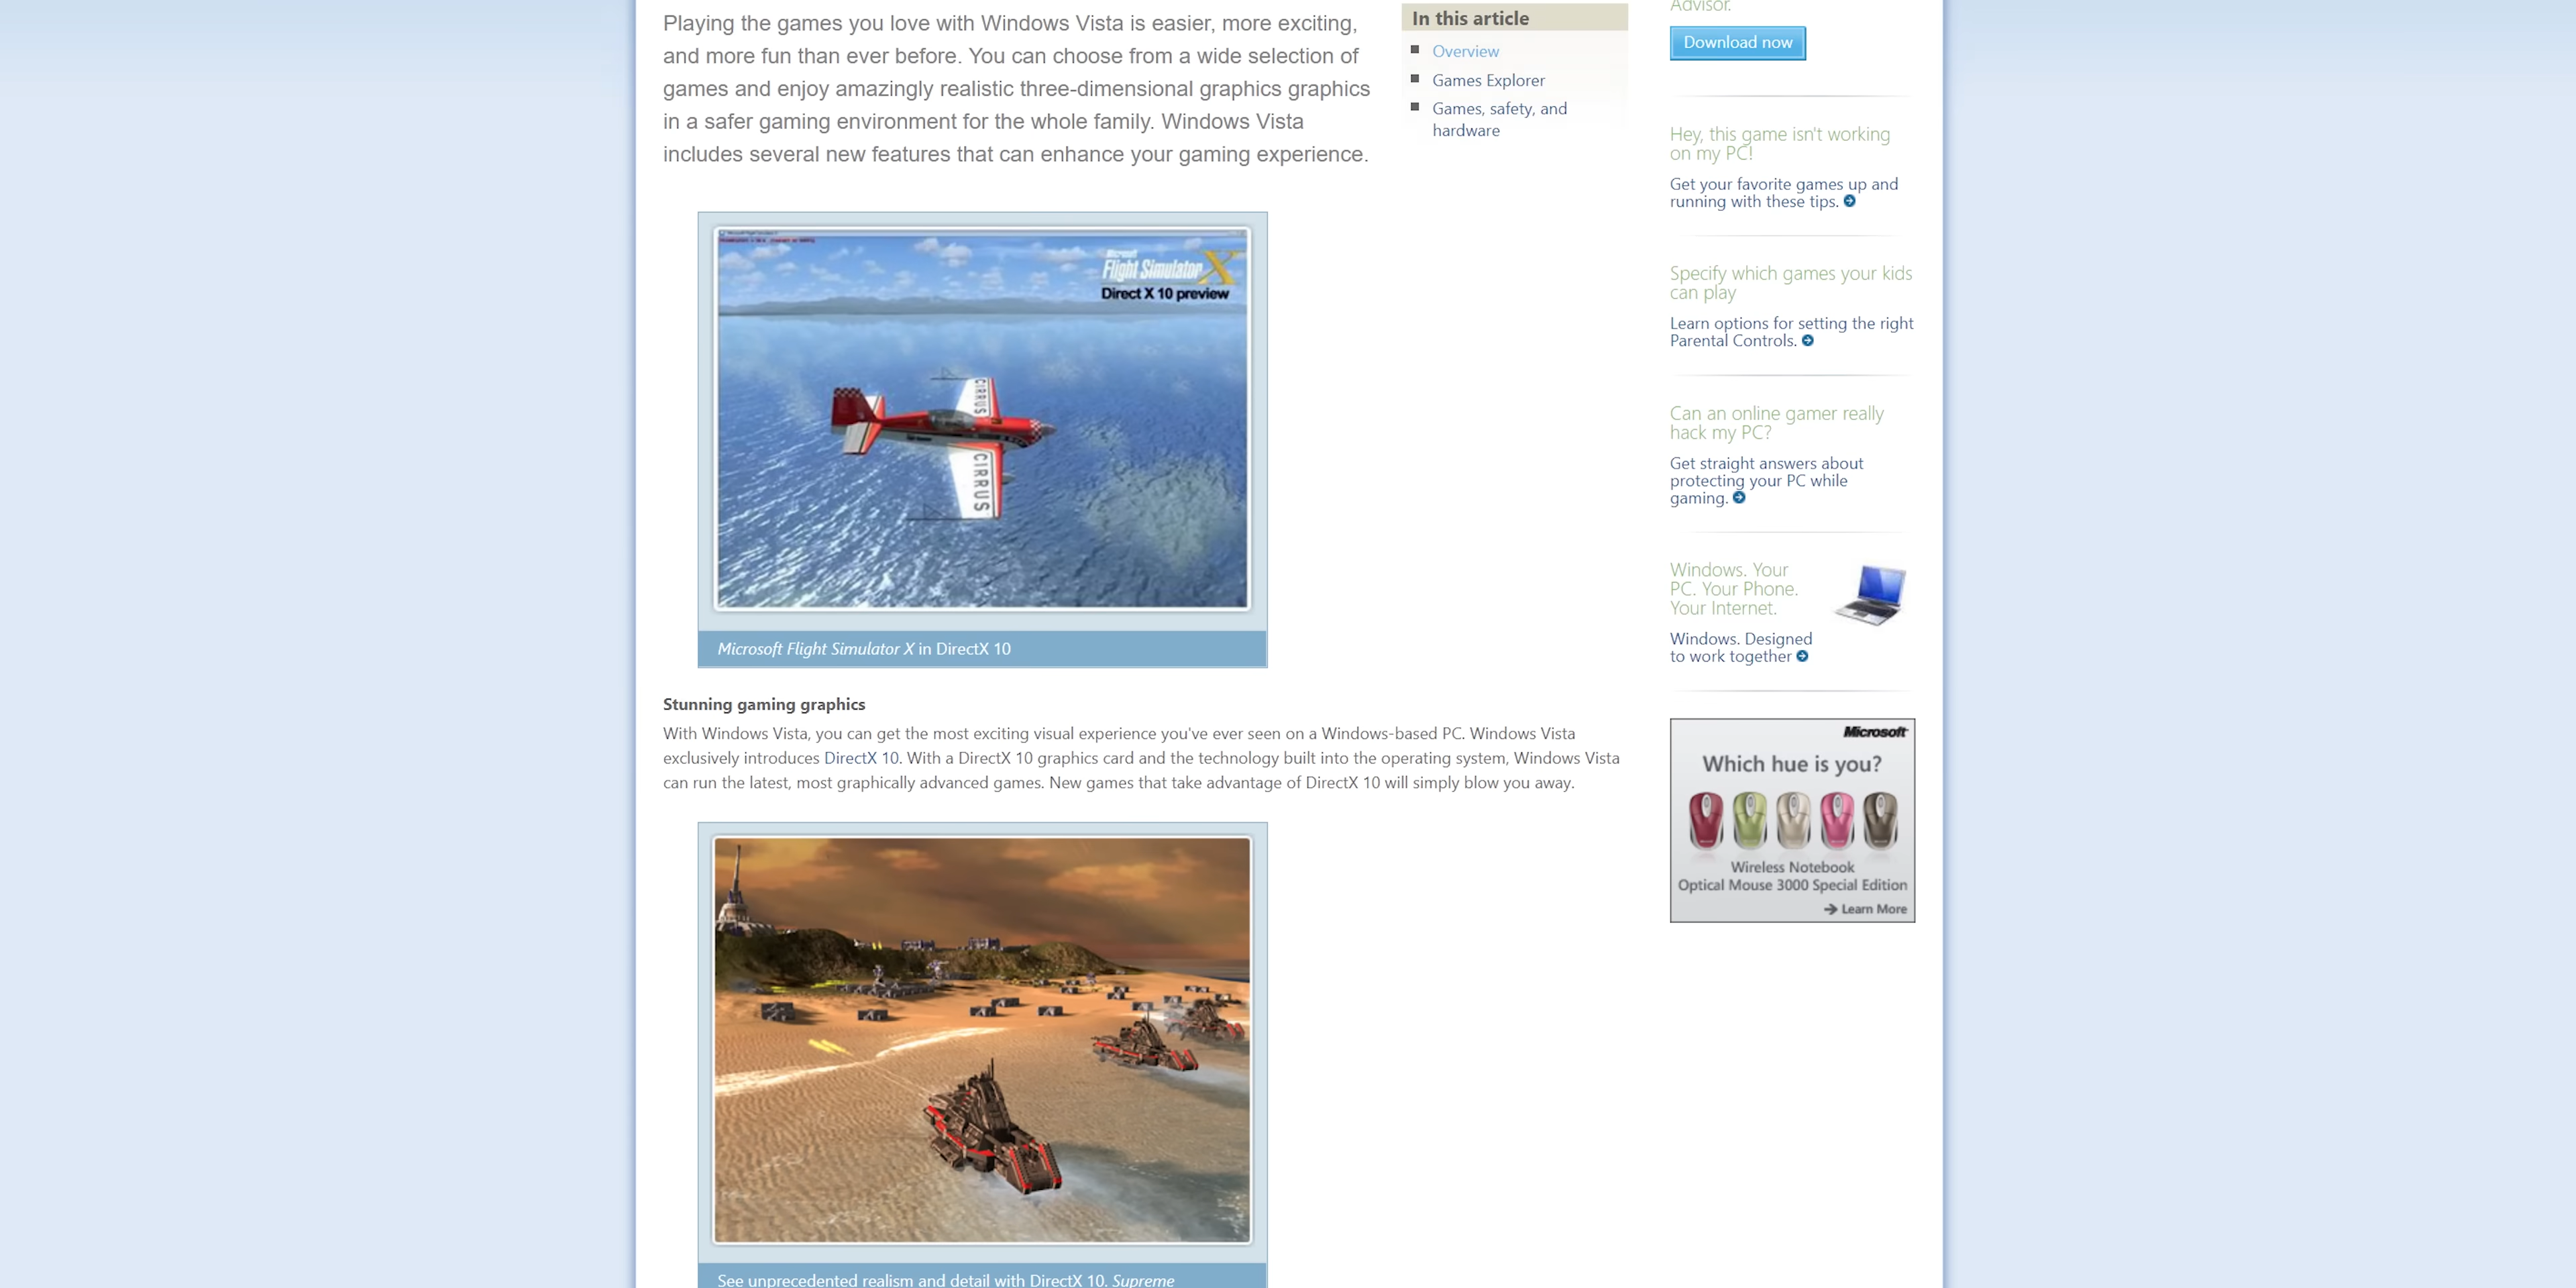 Playing the games you love with Windows Vista is easier, more exciting,
and more fun than ever before. You can choose from a wide selection of
games and enjoy amazingly realistic three-dimensional graphics graphics
in a safer gaming environment for the whole family. Windows Vista
includes several new features that can enhance your gaming experience.
In this article
Overview
Games Explorer
Games, safety, and
hardware
Microsoft
Flight Simulator X
Direct X 10 preview
CIRRUS
CIRRUS
Microsoft Flight Simulator X in DirectX 10
Stunning gaming graphics
With Windows Vista, you can get the most exciting visual experience you've ever seen on a Windows-based PC. Windows Vista
exclusively introduces DirectX 10. With a DirectX 10 graphics card and the technology built into the operating system, Windows Vista
can run the latest, most graphically advanced games. New games that take advantage of DirectX 10 will simply blow you away.
See unprecedented realism and detail with DirectX 10. Supreme
Advisor.
Download now
Hey, this game isn't working
on my PC!
Get your favorite games up and
running with these tips.
Specify which games your kids
can play
Learn options for setting the right
Parental Controls.
Can an online gamer really
hack my PC?
Get straight answers about
protecting your PC while
gaming.
Windows. Your
PC. Your Phone.
Your Internet.
Windows. Designed
to work together
Microsoft
Which hue is you?
Wireless Notebook
Optical Mouse 3000 Special Edition
Learn More